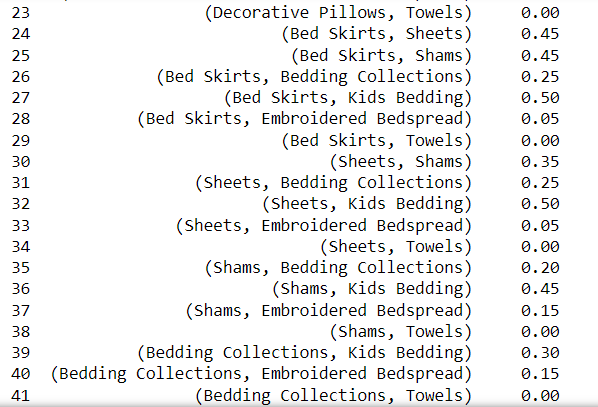 23 (Decorative Pillows, Towels) 0.00
24 (Bed Skirts, Sheets) 0.45
25 (Bed Skirts, Shams) 0.45
26 (Bed Skirts, Bedding Collections) 0.25
27 (Bed Skirts, Kids Bedding) 0.50
28 (Bed Skirts, Embroidered Bedspread) 0.05
29 (Bed Skirts, Towels) 0.00
30 (Sheets, Shams) 0.35
31 (Sheets, Bedding Collections) 0.25
32 (Sheets, Kids Bedding) 0.50
33 (Sheets, Embroidered Bedspread) 0.05
34 (Sheets, Towels) 0.00
35 (Shams, Bedding Collections) 0.20
36 (Shams, Kids Bedding) 0.45
37 (Shams, Embroidered Bedspread) 0.15
38 (Shams, Towels) 0.00
39 (Bedding Collections, Kids Bedding) 0.30
40 (Bedding Collections, Embroidered Bedspread) 0.15
41 (Bedding Collections, Towels) 0.00